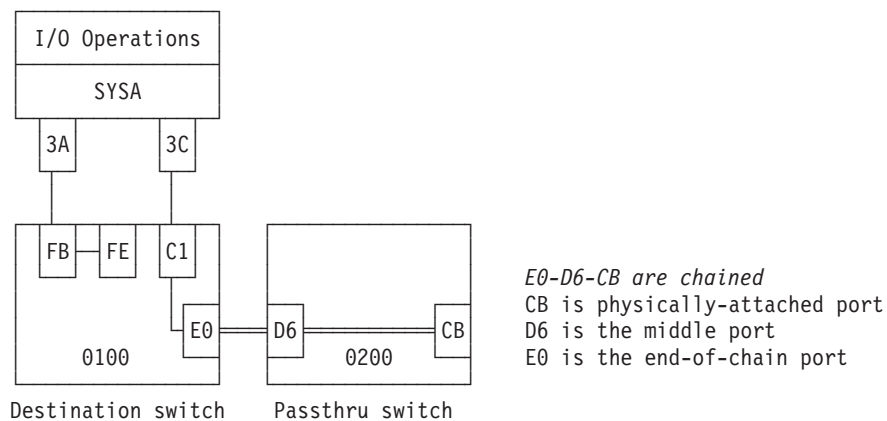 I/O Operations
SYSA
3A 3C
FB FE C1
E0-D6-CB are chained
CB is physically-attached port
E0 D6 CB D6 is the middle port
0100 0200 E0 is the end-of-chain port
Destination switch Passthru switch